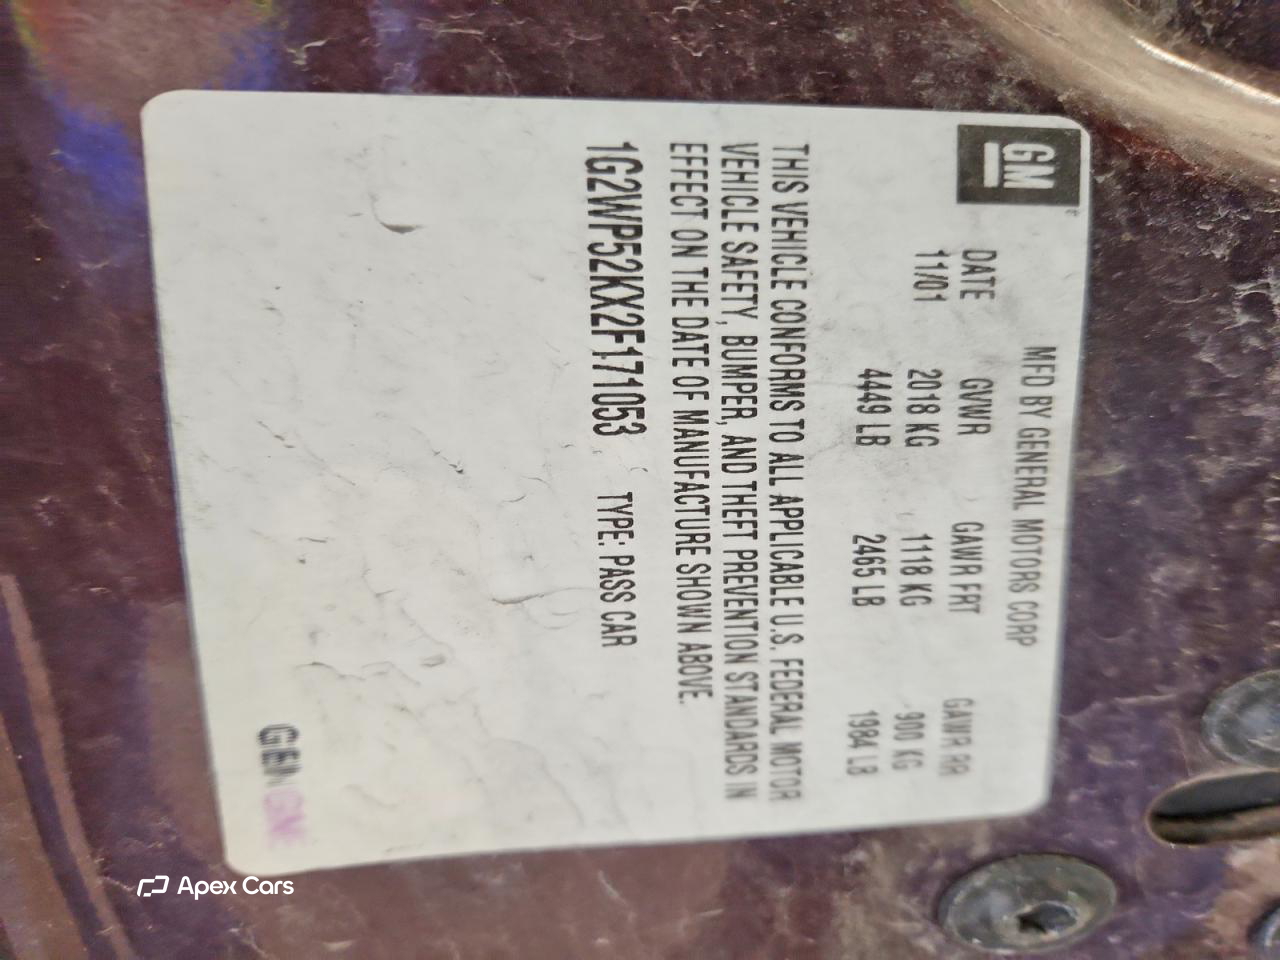 GM
MFD BY GENERAL MOTORS CORP
DATE GVWR GAWR FRT GAWR RR
11/01 2018 KG 1118 KG 900 KG
4449 LB 2465 LB 1984 LB
THIS VEHICLE CONFORMS TO ALL APPLICABLE U.S. FEDERAL MOTOR
VEHICLE SAFETY, BUMPER, AND THEFT PREVENTION STANDARDS IN
EFFECT ON THE DATE OF MANUFACTURE SHOWN ABOVE.
1G2WP52KX2F171053 TYPE: PASS CAR
Apex Cars